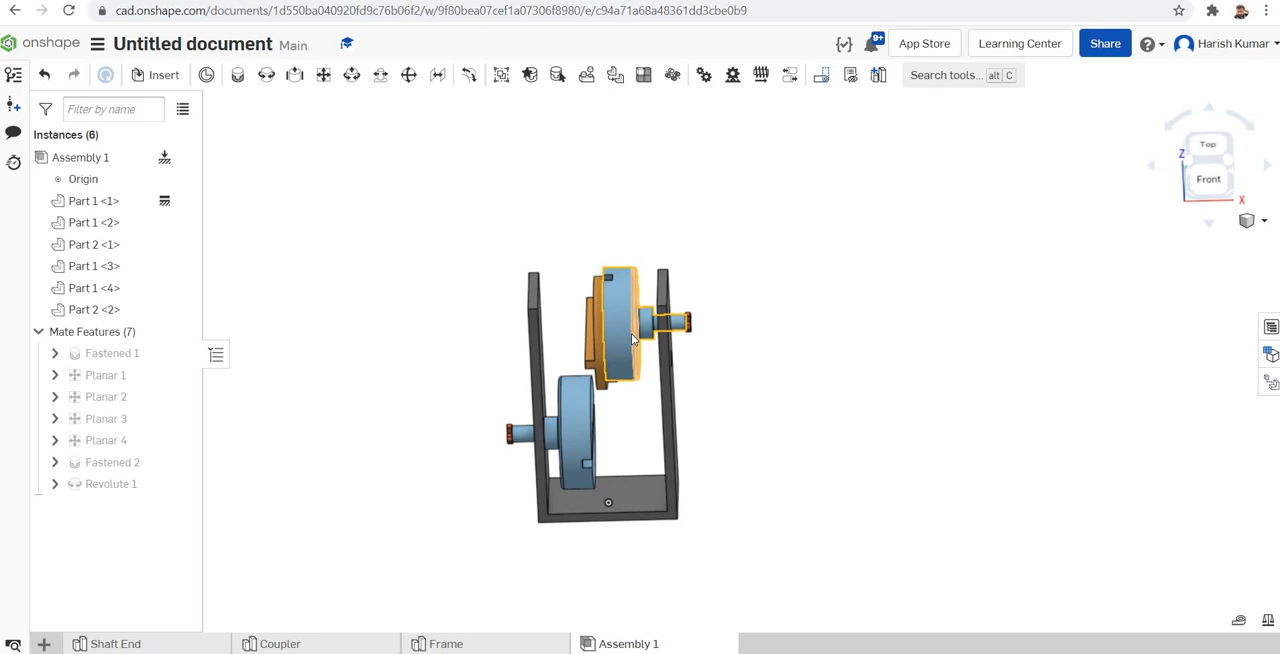 cad.onshape.com/documents/1d550ba040920fd9c76b06f2/w/9f80bea07cef1a07306f8980/e/c94a71a68a48361dd3cbe0b9
onshape Untitled document Main 9+ App Store Learning Center Share Harish Kumar
Insert Search tools... alt C
Filter by name
Instances (6)
Assembly 1
Origin
Part 1 <1>
Part 1 <2>
Part 2 <1>
Part 1 <3>
Part 1 <4>
Part 2 <2>
Mate Features (7)
Fastened 1
Planar 1
Planar 2
Planar 3
Planar 4
Fastened 2
Revolute 1
Top
Z
Front
X
Shaft End Coupler Frame Assembly 1